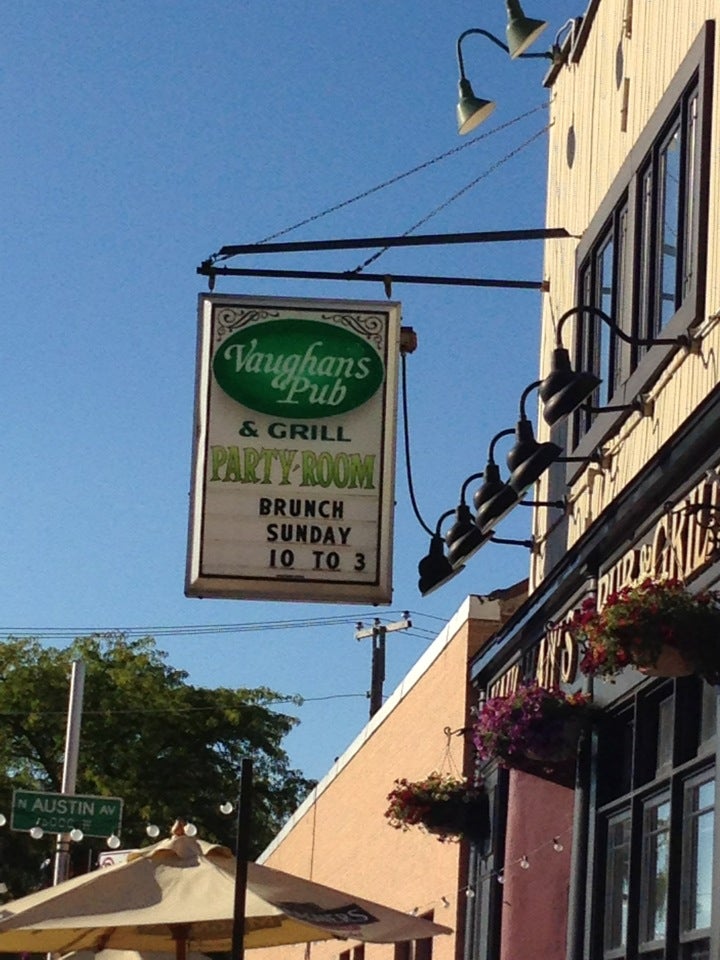 Vaughans
Pub
& GRILL
PARTY-ROOM
BRUNCH
SUNDAY
10 TO 3
N AUSTIN AV